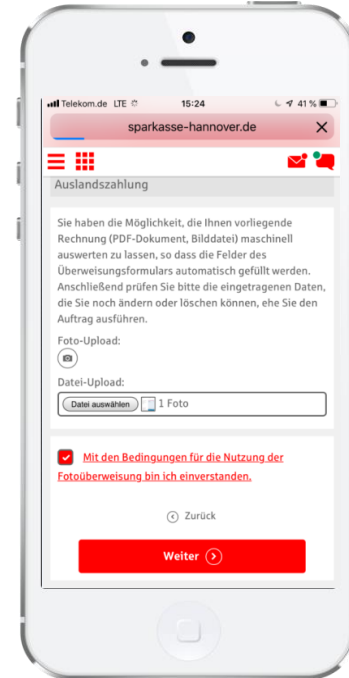 Telekom.de LTE 15:24 41 %
sparkasse-hannover.de
Auslandszahlung
Sie haben die Möglichkeit, die Ihnen vorliegende
Rechnung (PDF-Dokument, Bilddatei) maschinell
auswerten zu lassen, so dass die Felder des
Überweisungsformulars automatisch gefüllt werden.
Anschließend prüfen Sie bitte die eingetragenen Daten,
die Sie noch ändern oder löschen können, ehe Sie den
Auftrag ausführen.
Foto-Upload:
Datei-Upload:
Datei auswählen 1 Foto
Mit den Bedingungen für die Nutzung der
Fotoüberweisung bin ich einverstanden.
Zurück
Weiter